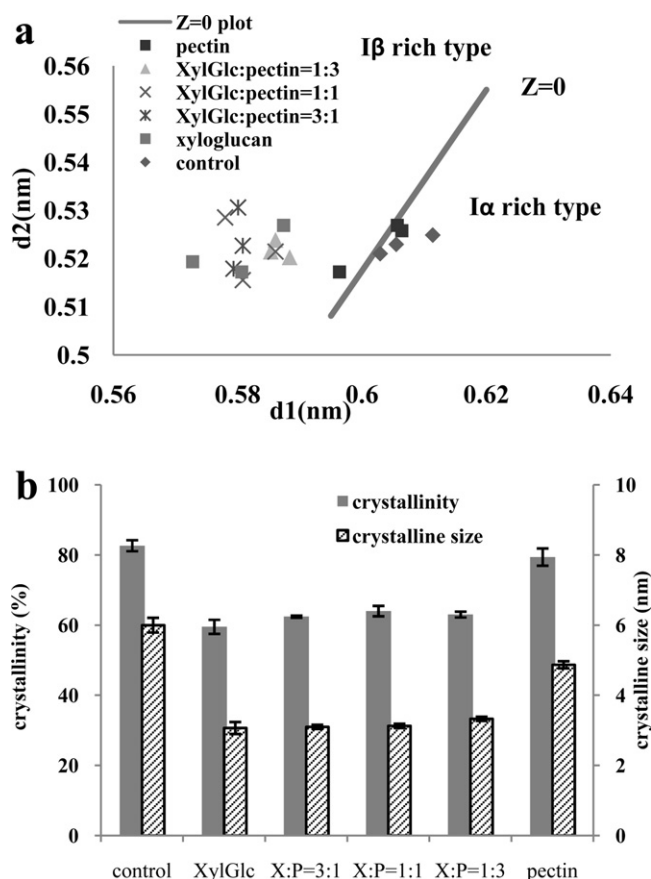 a
Z=0 plot
pectin
XylGlc:pectin=1:3
XylGlc:pectin=1:1
XylGlc:pectin=3:1
xyloglucan
control
Iβ rich type
Z=0
Iα rich type
d2(nm)
0.56
0.55
0.54
0.53
0.52
0.51
0.5
0.56 0.58 0.6 0.62 0.64
d1(nm)
b
crystallinity
crystalline size
crystallinity (%)
100
80
60
40
20
0
crystalline size (nm)
10
8
6
4
2
0
control XylGlc X:P=3:1 X:P=1:1 X:P=1:3 pectin